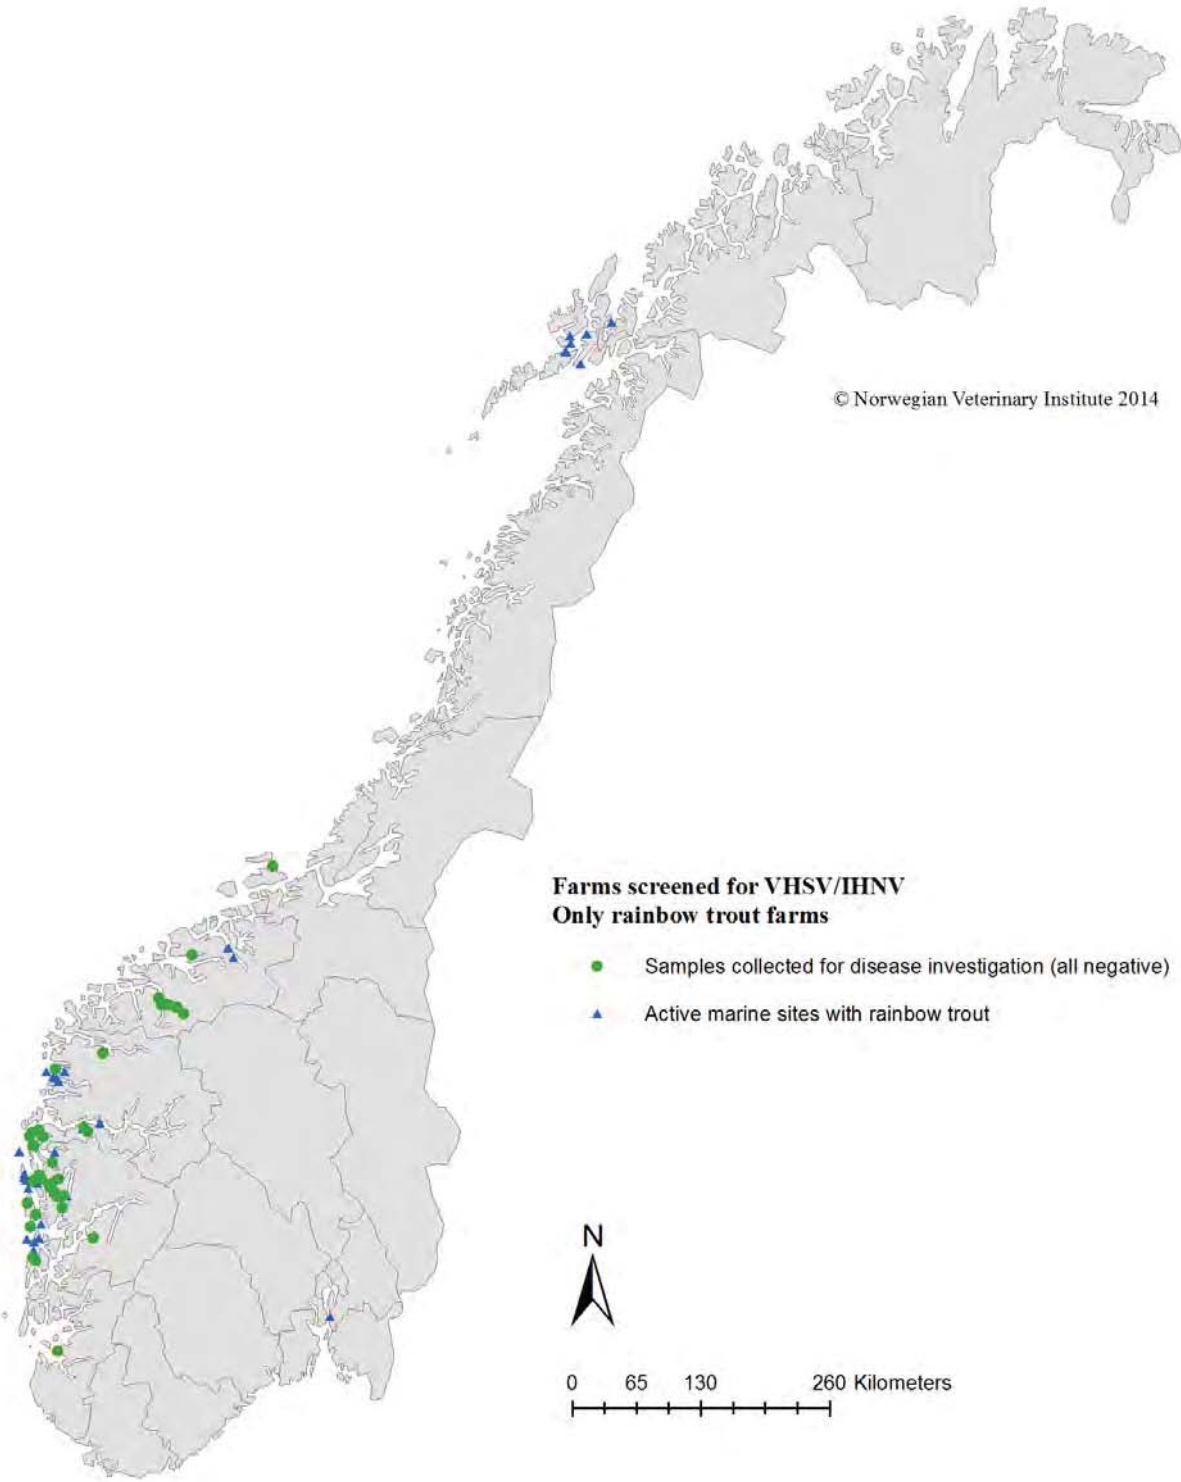 © Norwegian Veterinary Institute 2014
Farms screened for VHSV/IHNV
Only rainbow trout farms
Samples collected for disease investigation (all negative)
Active marine sites with rainbow trout
N
0 65 130 260 Kilometers